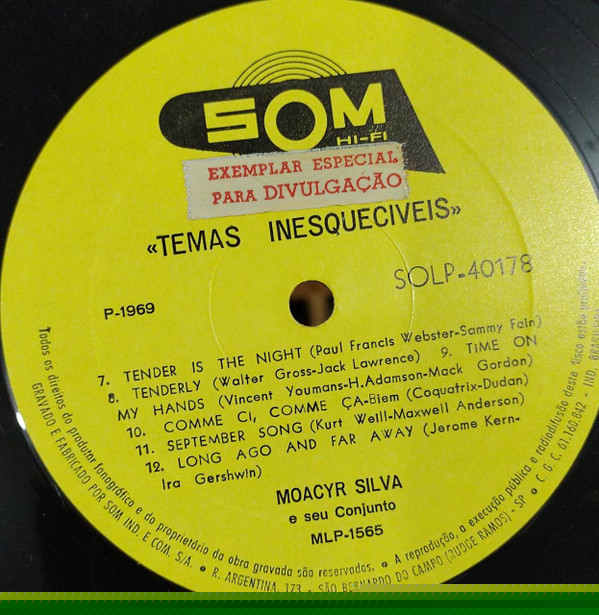 SOM
HI-FI
EXEMPLAR ESPECIAL
PARA DIVULGAÇÃO
«TEMAS INESQUECIVEIS»
SOLP-40178
P-1969
7. TENDER IS THE NIGHT (Paul Francis Webster-Sammy Fain)
8. TENDERLY (Walter Gross-Jack Lawrence) 9. TIME ON
MY HANDS (Vincent Youmans-H.Adamson-Mack Gordon)
10. COMME CI, COMME ÇA-Biem (Coquatrix-Dudan)
11. SEPTEMBER SONG (Kurt Weill-Maxwell Anderson)
12. LONG AGO AND FAR AWAY (Jerome Kern-
Ira Gershwin)
MOACYR SILVA
e seu Conjunto
MLP-1565
Todos os direitos do produtor fonográfico e do proprietário da obra gravada são reservados. • A reprodução, a execução pública e radiodifusão deste disco estão
GRAVADO E FABRICADO POR SOM IND. E COM. S/A. • R. ARGENTINA, 173 - SÃO BERNARDO DO CAMPO (RUDGE RAMOS) - SP • C. G. C. 61.160.842 - IND.